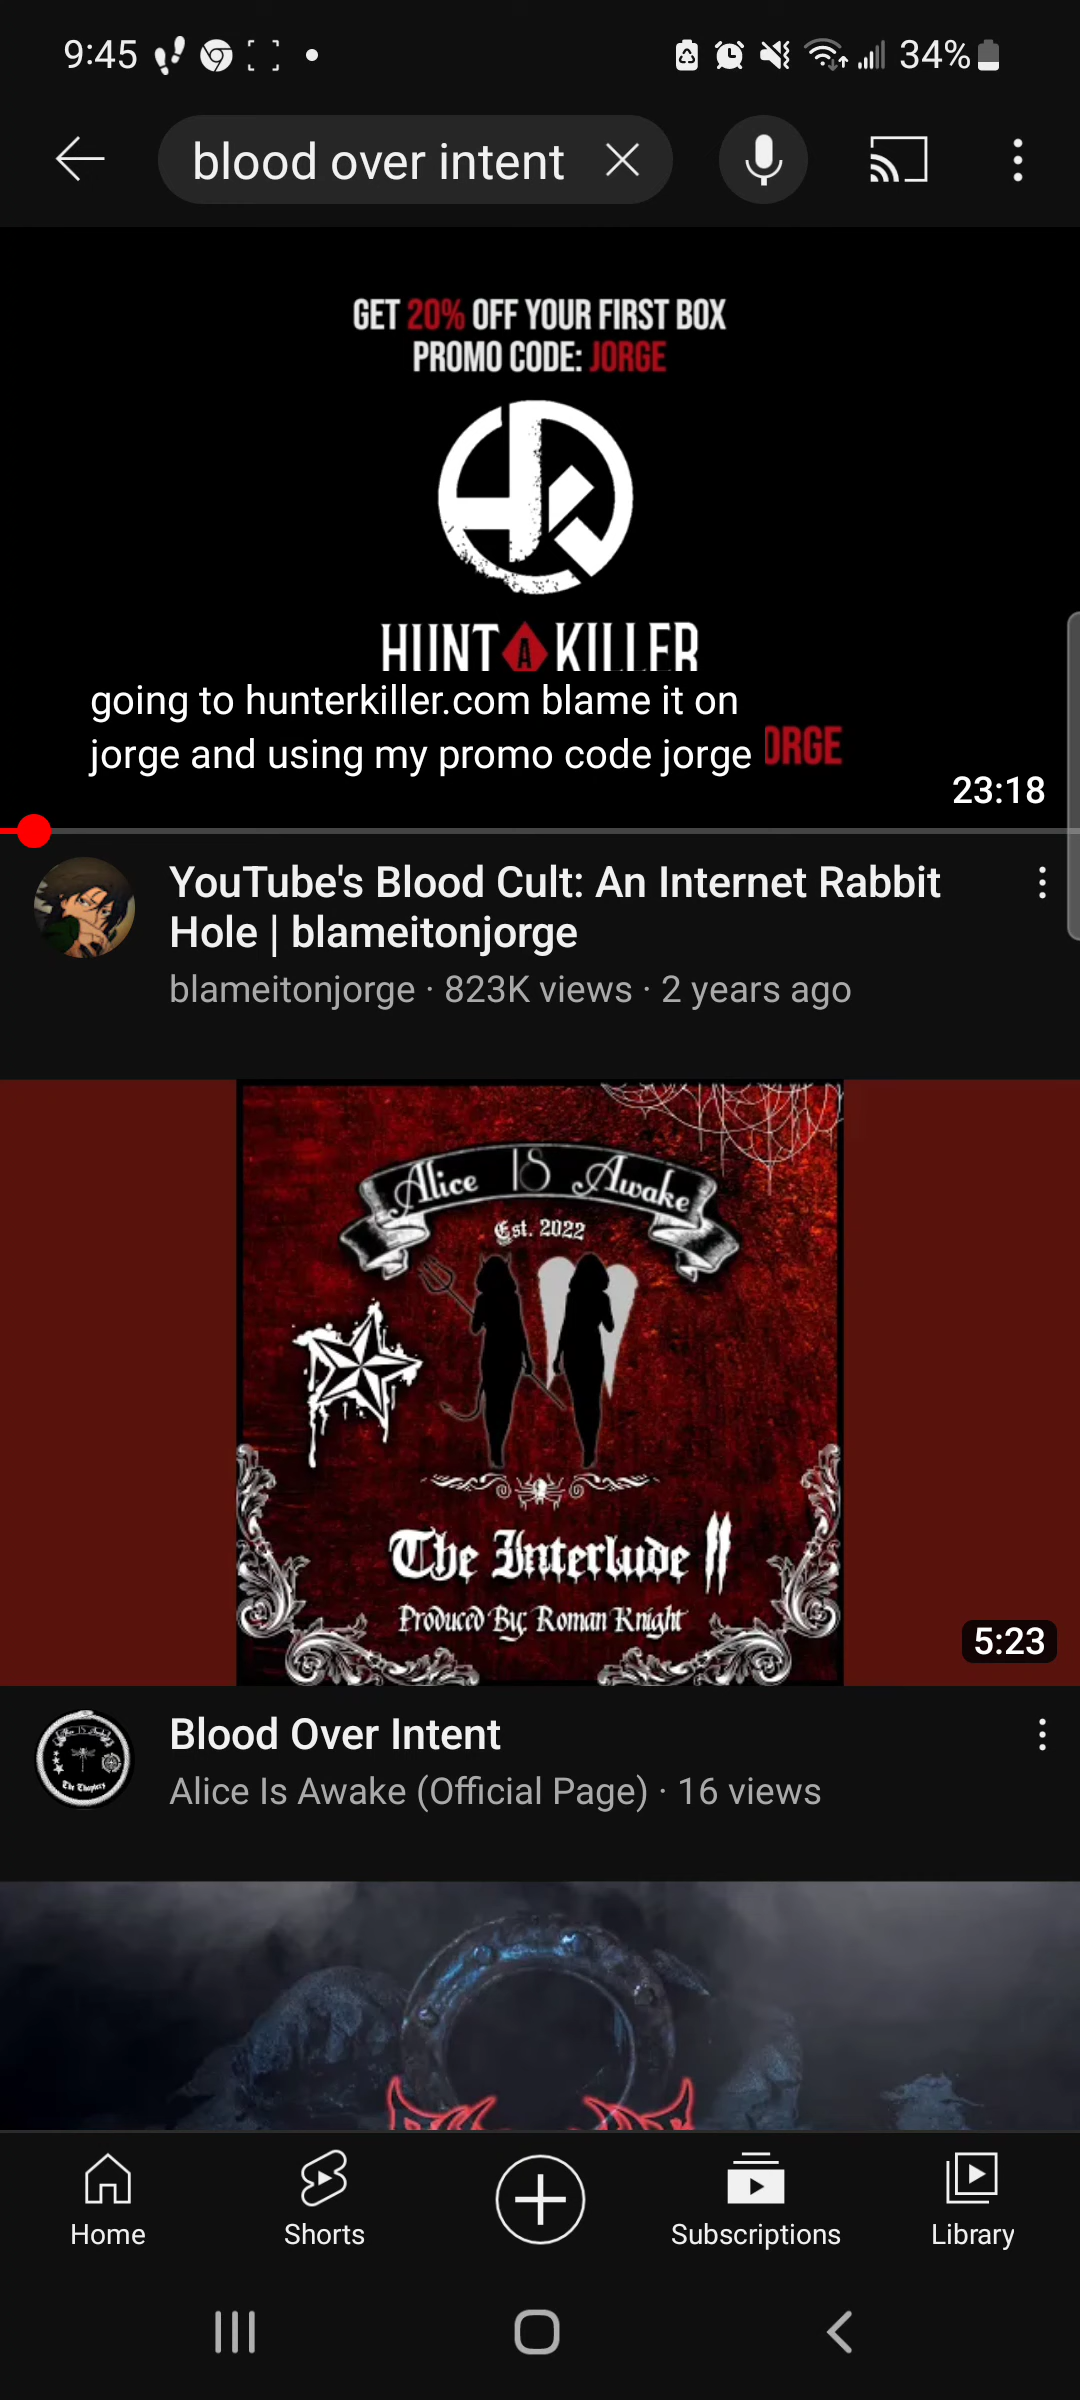 9:45
34%
blood over intent
GET 20% OFF YOUR FIRST BOX
PROMO CODE: JORGE
HUNT A KILLER
going to hunterkiller.com blame it on
jorge and using my promo code jorge
ORGE
23:18
YouTube's Blood Cult: An Internet Rabbit
Hole | blameitonjorge
blameitonjorge · 823K views · 2 years ago
Alice IS Awake
Est. 2022
The Interlude II
Produced By: Roman Knight
5:23
Blood Over Intent
Alice Is Awake (Official Page) · 16 views
Home
Shorts
Subscriptions
Library